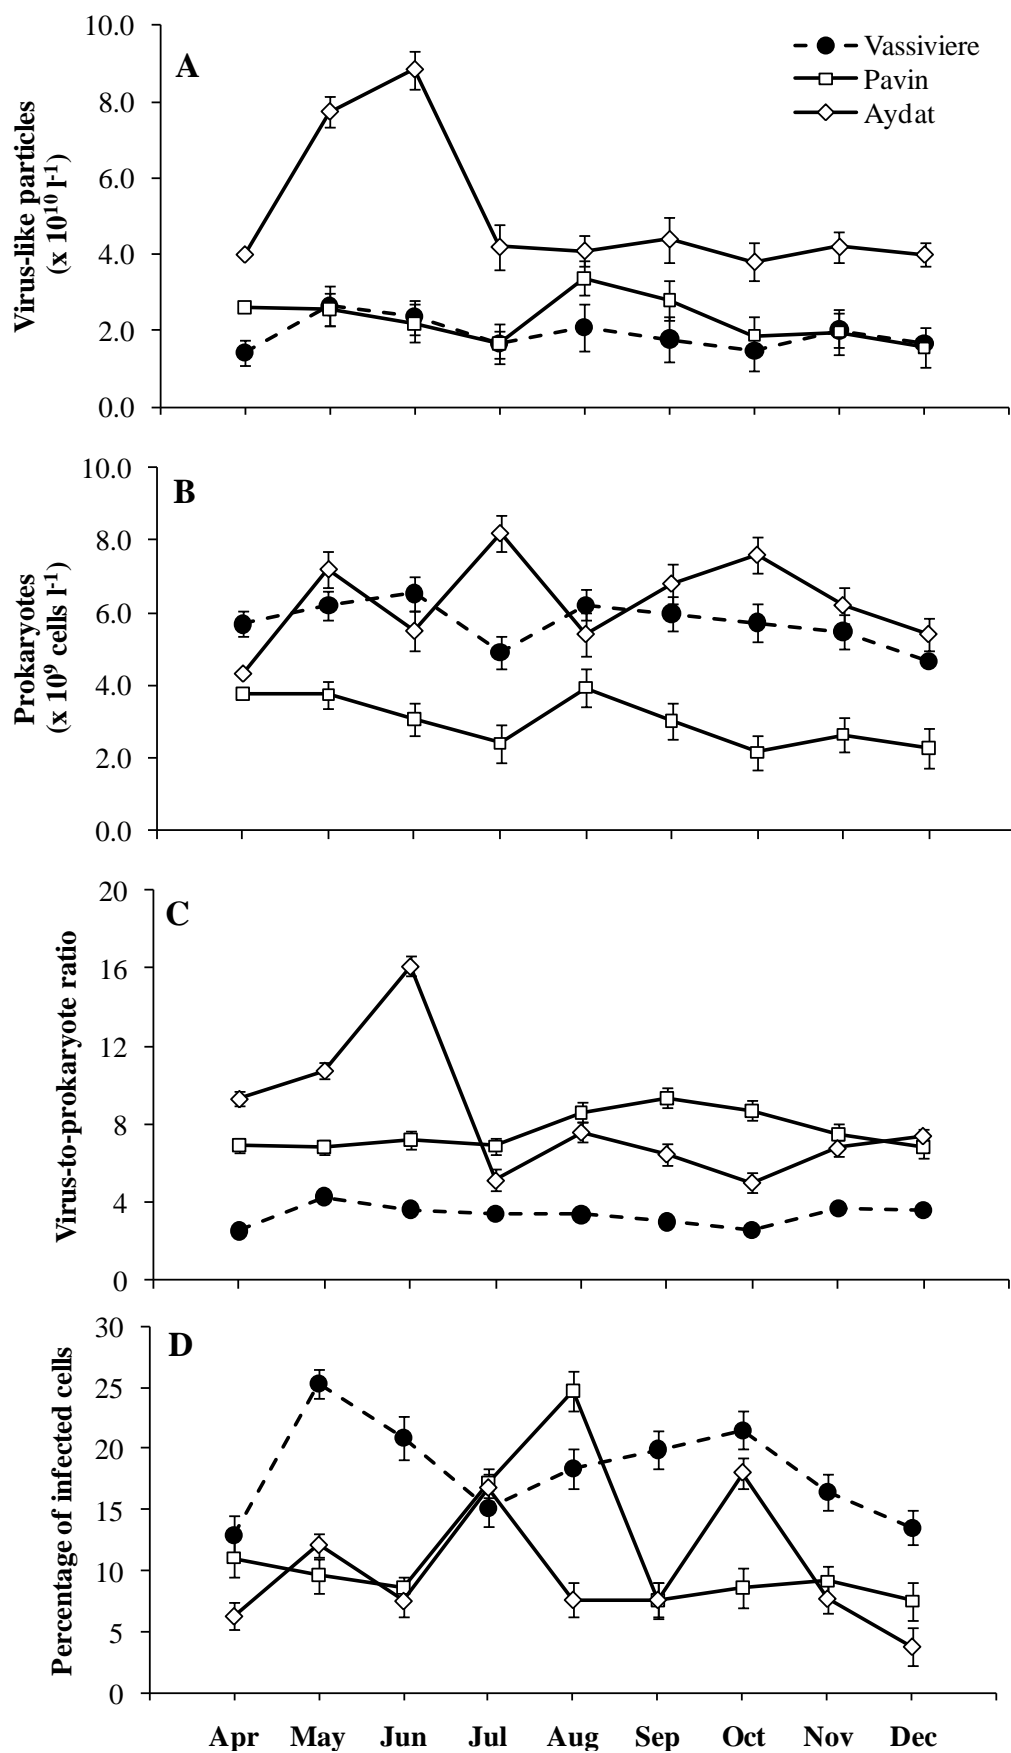 10.0
8.0
6.0
4.0
2.0
0.0
Virus-like particles
(x 10¹⁰ l⁻¹)
A
Vassiviere
Pavin
Aydat
10.0
8.0
6.0
4.0
2.0
0.0
Prokaryotes
(x 10⁹ cells l⁻¹)
B
20
16
12
8
4
0
Virus-to-prokaryote ratio
C
30
25
20
15
10
5
0
Percentage of infected cells
D
Apr May Jun Jul Aug Sep Oct Nov Dec